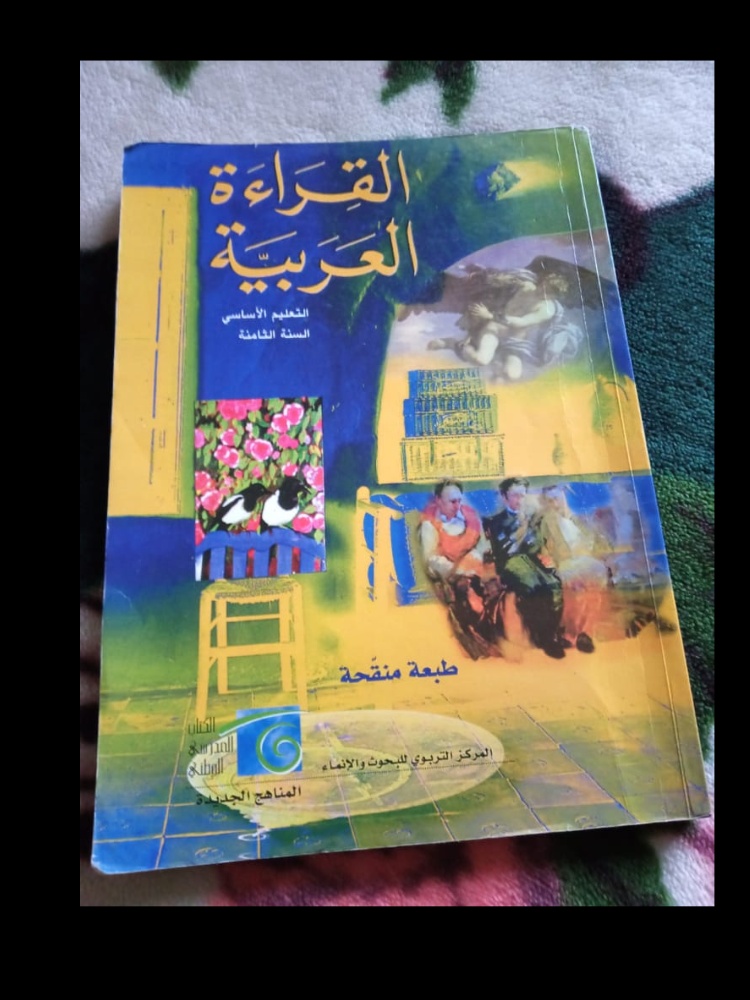 القِرَاءَة
العَرَبيَّة
التعليم الأساسي
السنة الثامنة
طبعة منقّحة
المركز التربوي للبحوث والإنماء
الكتاب
المدرسي
الوطني
المناهج الجديدة